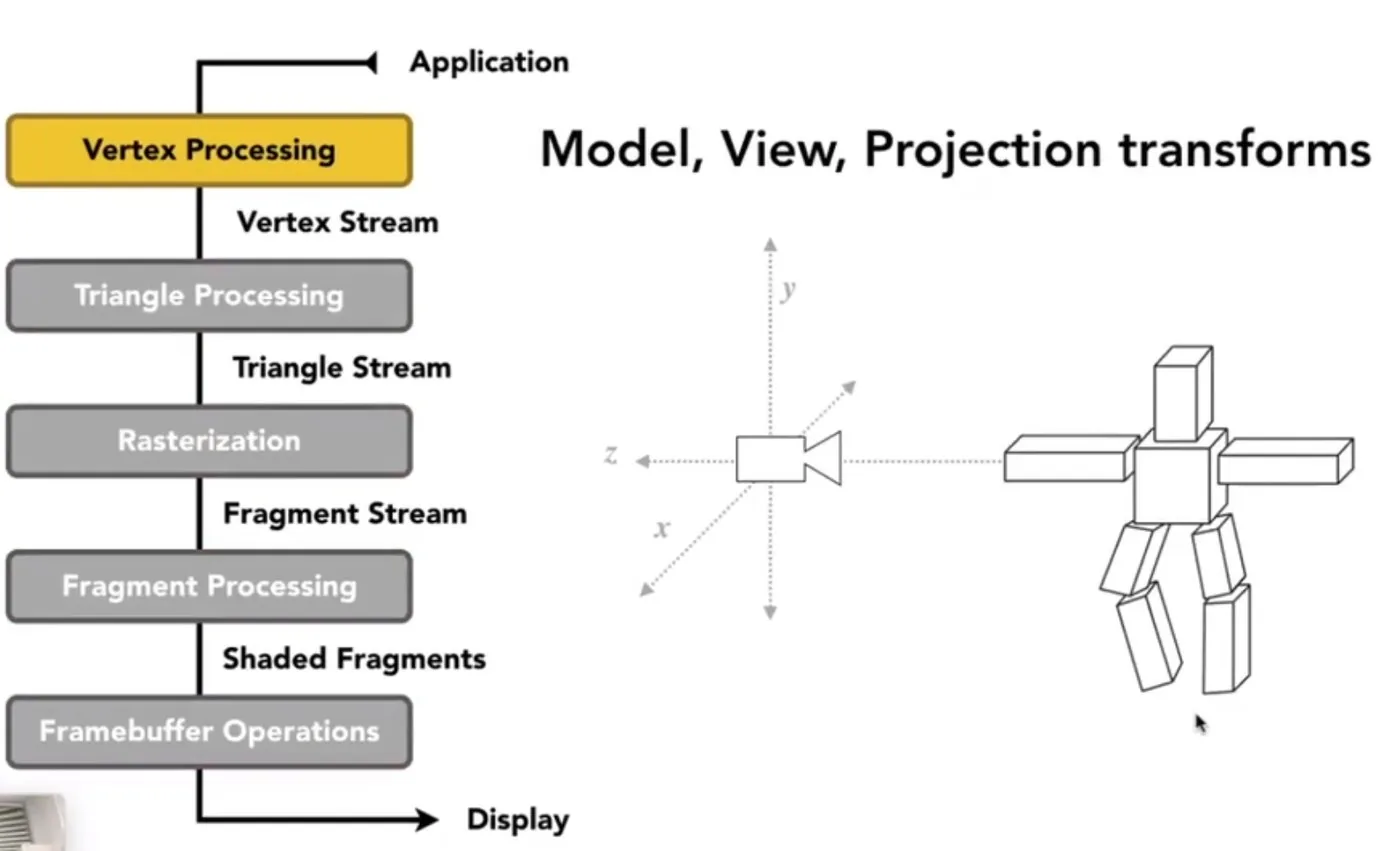 Application
Vertex Processing
Model, View, Projection transforms
Vertex Stream
Triangle Processing
Triangle Stream
Rasterization
Fragment Stream
Fragment Processing
Shaded Fragments
Framebuffer Operations
Display
y
z
x